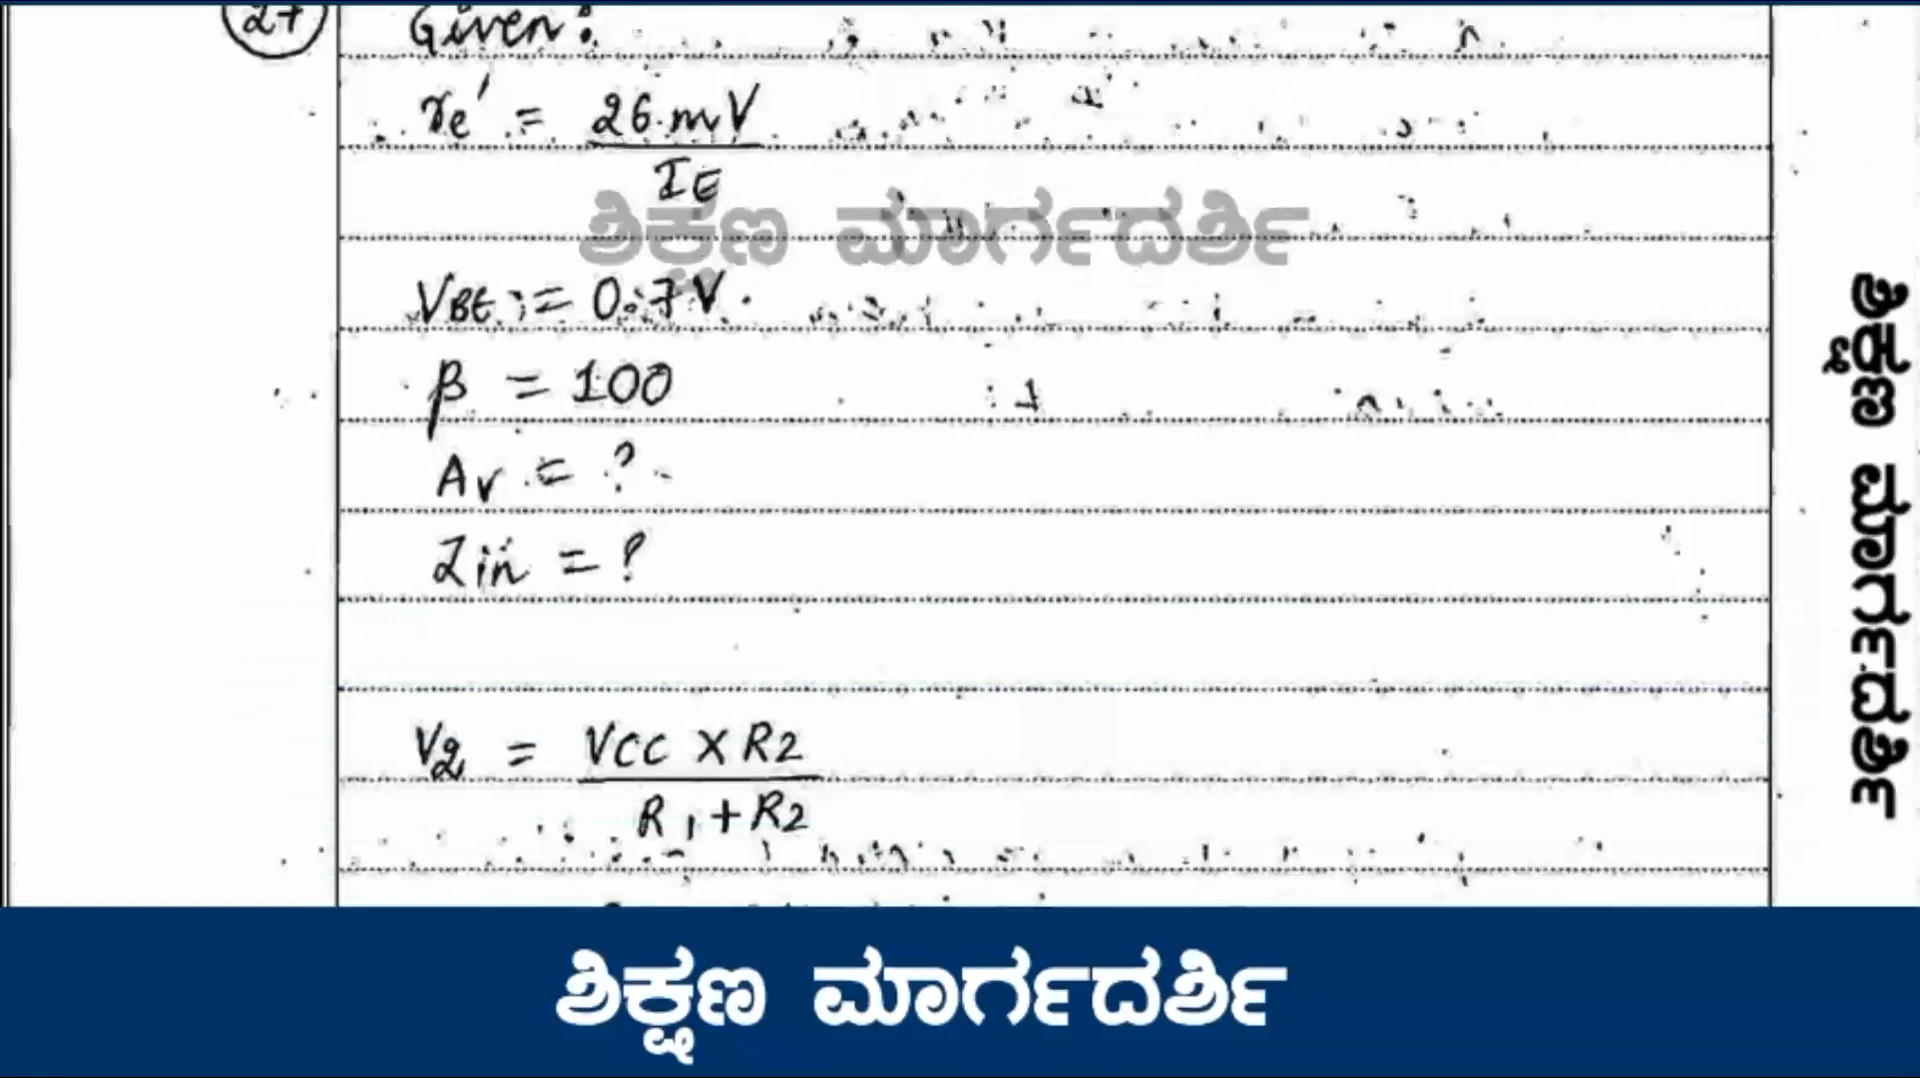 27
Given:
re' = 26 mV
IE
ಶಿಕ್ಷಣ ಮಾರ್ಗದರ್ಶಿ
VBE = 0.7V.
β = 100
Av = ?
Zin = ?
V2 = VCC X R2
R1+R2
ಶಿಕ್ಷಣ ಮಾರ್ಗದರ್ಶಿ
ಶಿಕ್ಷಣ ಮಾರ್ಗದರ್ಶಿ